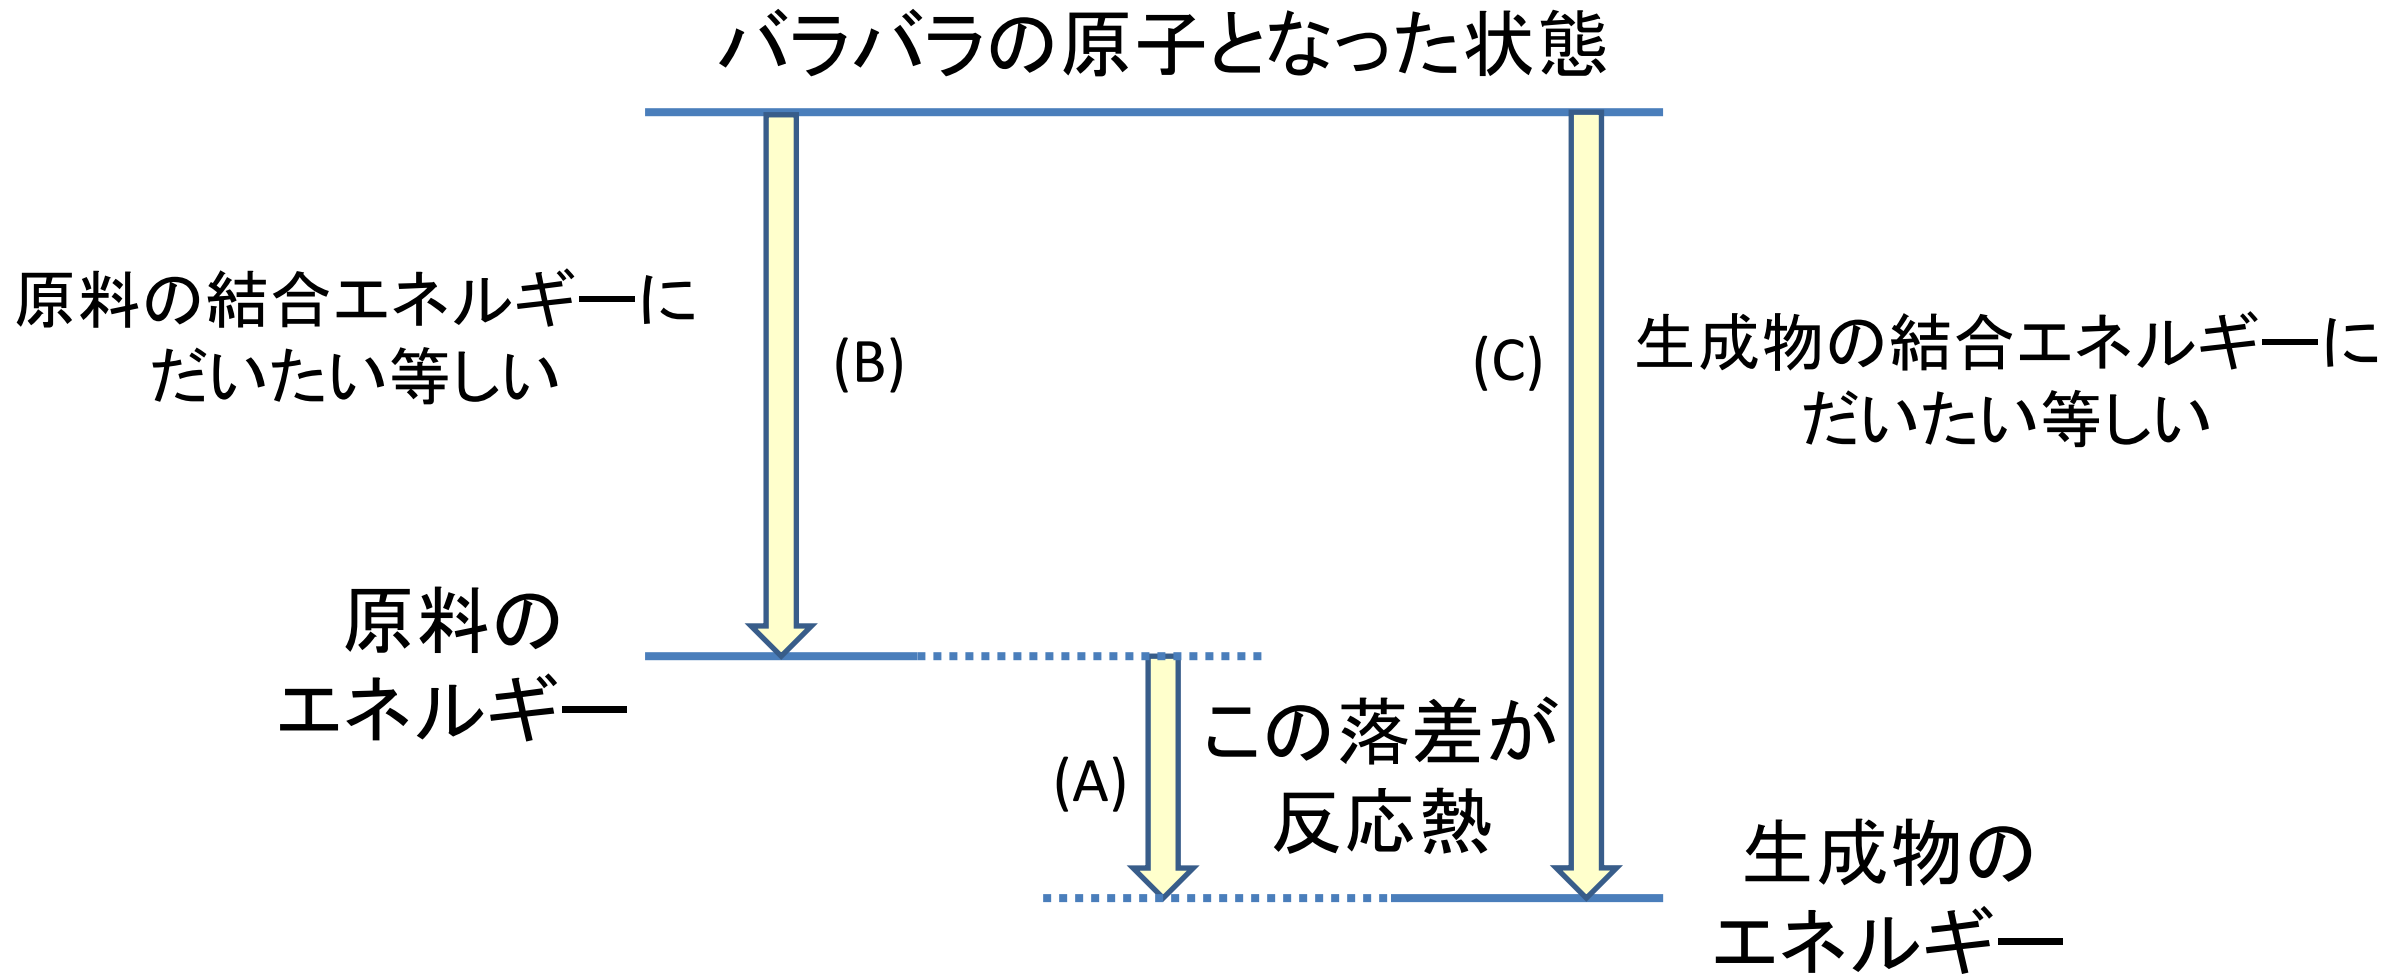 バラバラの原子となった状態
原料の結合エネルギーに
だいたい等しい
(B)
(C)
生成物の結合エネルギーに
だいたい等しい
原料の
エネルギー
(A)
この落差が
反応熱
生成物の
エネルギー